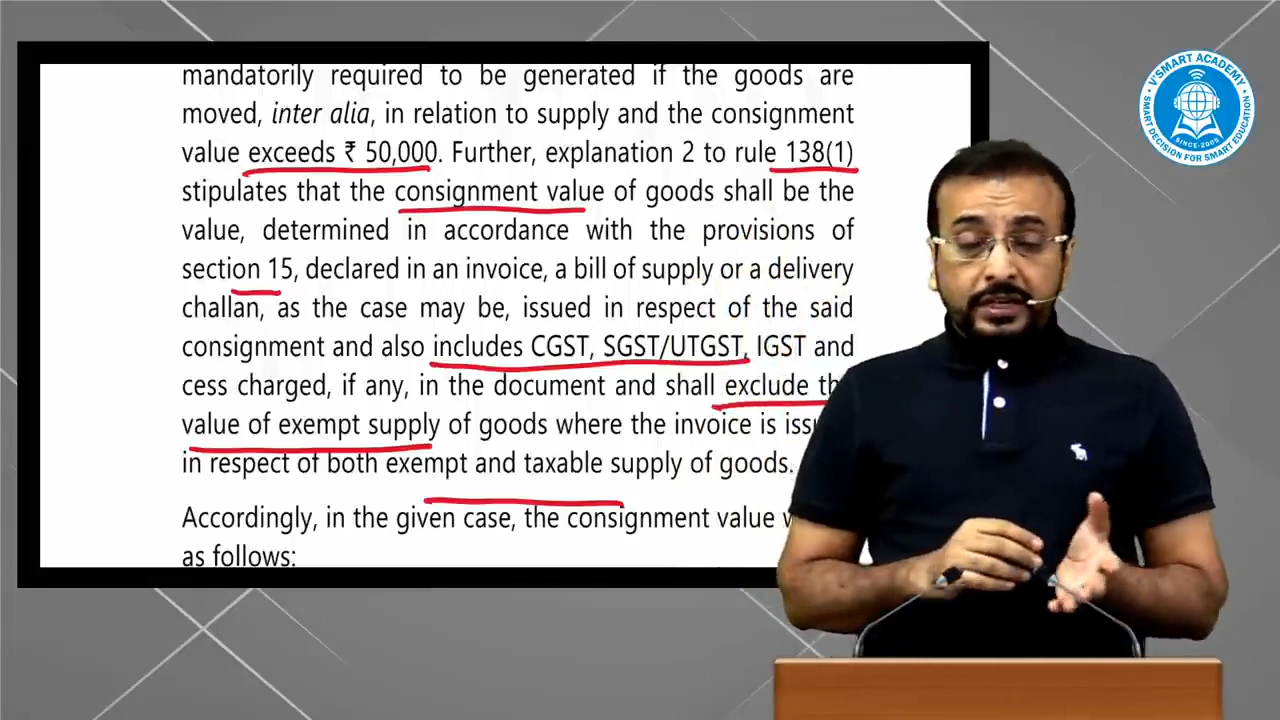 mandatorily required to be generated if the goods are
moved, inter alia, in relation to supply and the consignment
value exceeds ₹ 50,000. Further, explanation 2 to rule 138(1)
stipulates that the consignment value of goods shall be the
value, determined in accordance with the provisions of
section 15, declared in an invoice, a bill of supply or a delivery
challan, as the case may be, issued in respect of the said
consignment and also includes CGST, SGST/UTGST, IGST and
cess charged, if any, in the document and shall exclude
value of exempt supply of goods where the invoice is
in respect of both exempt and taxable supply of goods.
Accordingly, in the given case, the consignment value
as follows:
V'SMART ACADEMY
SMART DECISION FOR SMART EDUCATION
SINCE-2005